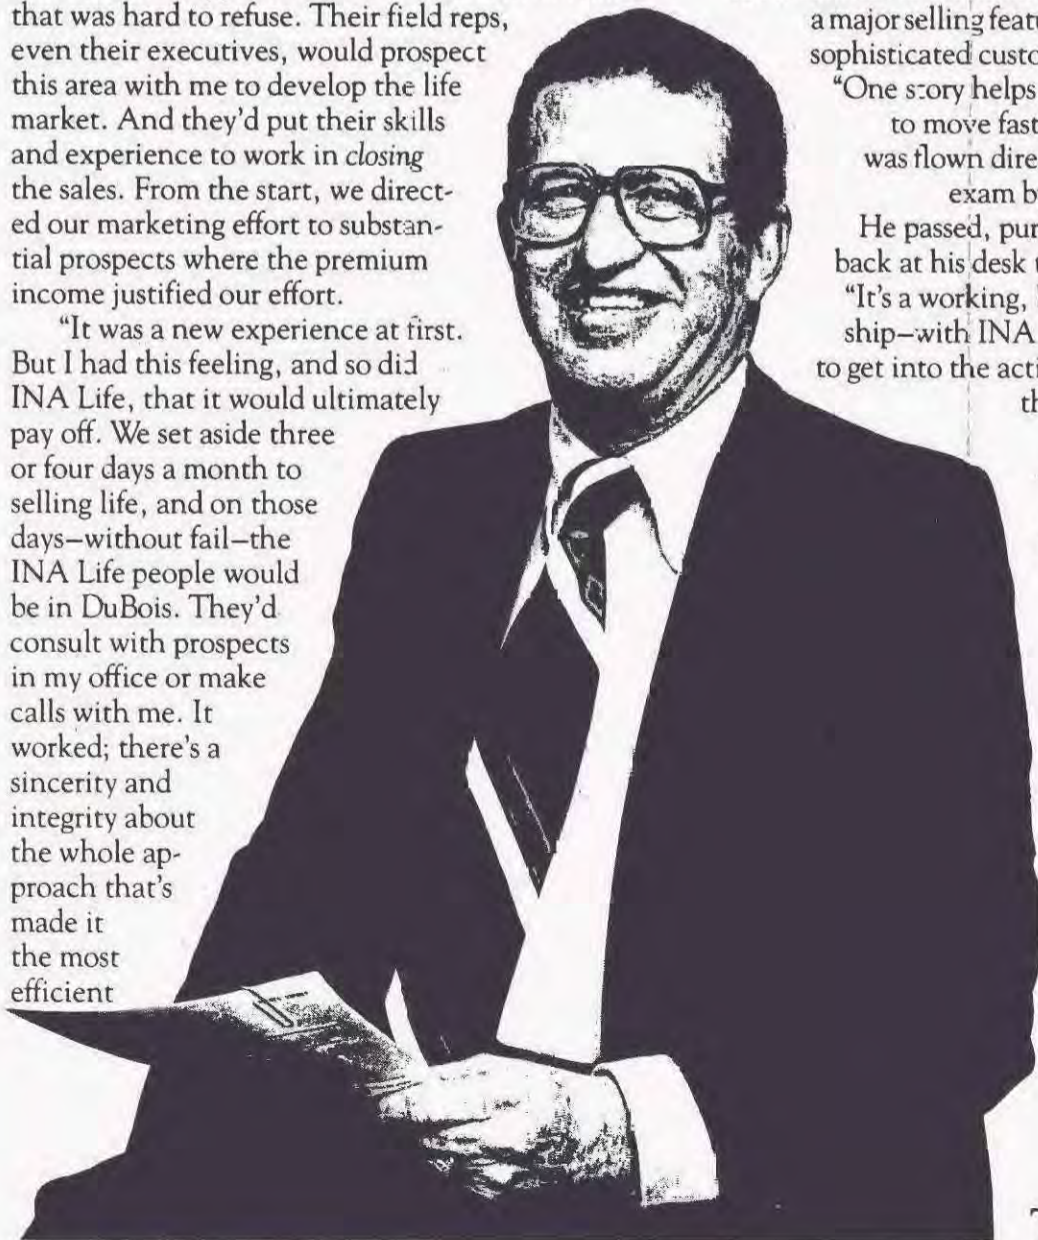 that was hard to refuse. Their field reps,
even their executives, would prospect
this area with me to develop the life
market. And they'd put their skills
and experience to work in closing
the sales. From the start, we direct-
ed our marketing effort to substan-
tial prospects where the premium
income justified our effort.
"It was a new experience at first.
But I had this feeling, and so did
INA Life, that it would ultimately
pay off. We set aside three
or four days a month to
selling life, and on those
days—without fail—the
INA Life people would
be in DuBois. They'd
consult with prospects
in my office or make
calls with me. It
worked; there's a
sincerity and
integrity about
the whole ap-
proach that's
made it
the most
efficient
a major selling
sophisticated
"One story helps
to move fast
was flown
exam
He passed,
back at his desk
"It's a working,
ship—with INA
to get into the